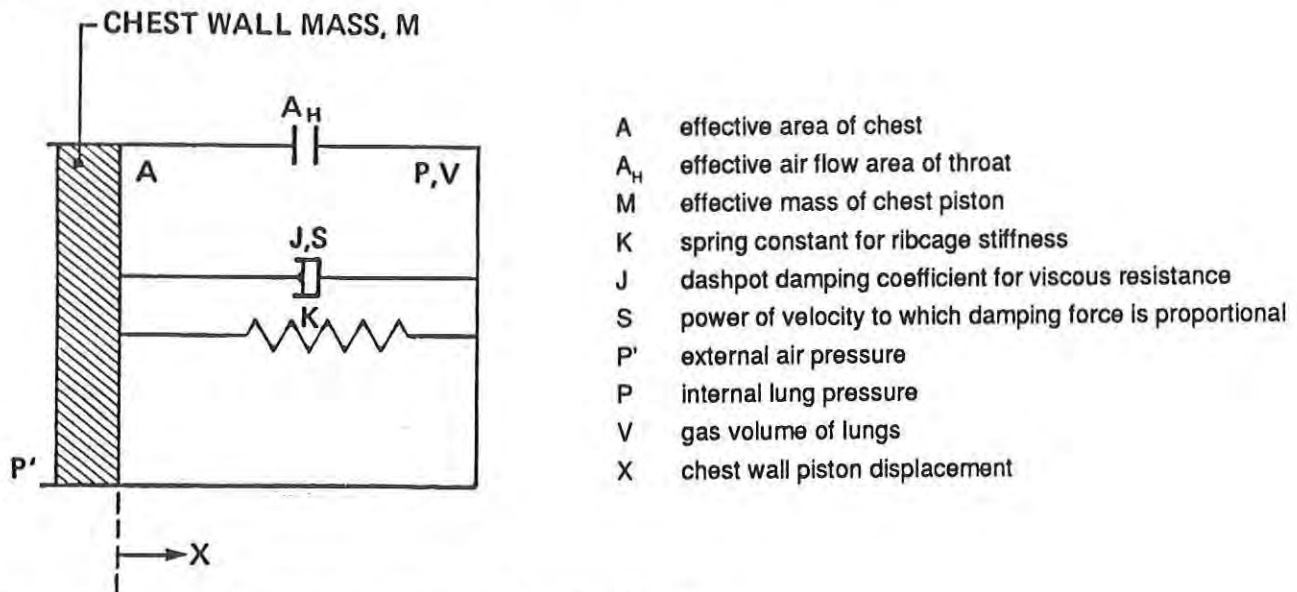 CHEST WALL MASS, M
A_H
A
P,V
J,S
K
P'
X
A effective area of chest
A_H effective air flow area of throat
M effective mass of chest piston
K spring constant for ribcage stiffness
J dashpot damping coefficient for viscous resistance
S power of velocity to which damping force is proportional
P' external air pressure
P internal lung pressure
V gas volume of lungs
X chest wall piston displacement